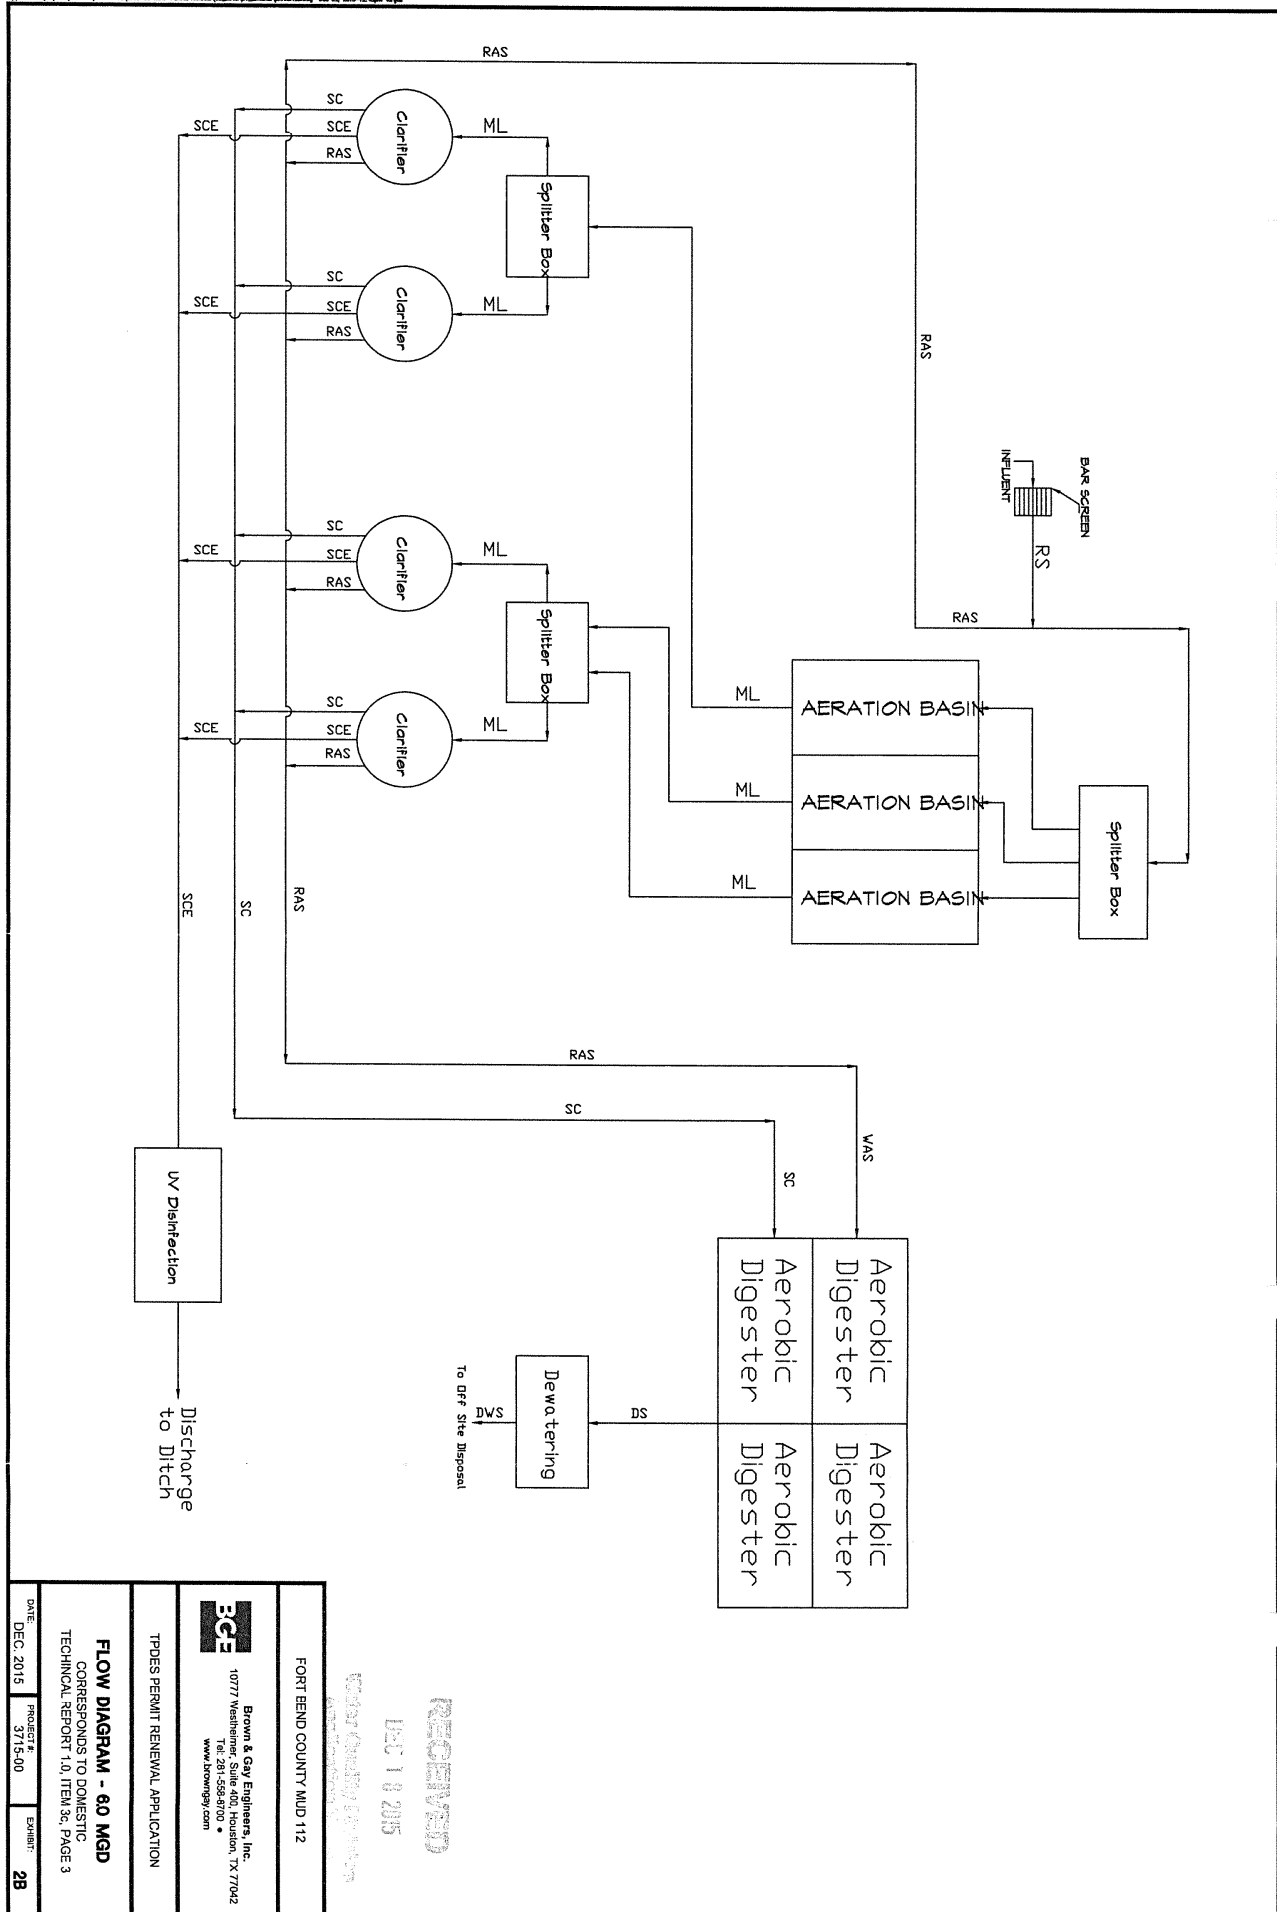 RAS
SC
SCE
RAS
SCE
Clarifier
ML
Splitter Box
SC
SCE
RAS
SCE
Clarifier
ML
RAS
INFLUENT
BAR SCREEN
RS
RAS
SC
SCE
RAS
SCE
Clarifier
ML
Splitter Box
SC
SCE
RAS
SCE
Clarifier
ML
ML
AERATION BASIN
ML
AERATION BASIN
ML
AERATION BASIN
Splitter Box
SCE
SC
RAS
RAS
SC
WAS
SC
UV Disinfection
Discharge
to Ditch
Aerobic
Digester
Aerobic
Digester
Aerobic
Digester
Aerobic
Digester
DS
Dewatering
DWS
To Off Site Disposal
RECEIVED
DEC 18 2015
FORT BEND COUNTY MUD 112
BGE
Brown & Gay Engineers, Inc.
10777 Westheimer, Suite 400, Houston, TX 77042
Tel: 281-558-8700 •
www.browngay.com
TPDES PERMIT RENEWAL APPLICATION
FLOW DIAGRAM - 6.0 MGD
CORRESPONDS TO DOMESTIC
TECHINCAL REPORT 1.0, ITEM 3c, PAGE 3
DATE:
DEC. 2015
PROJECT #:
3715-00
EXHIBIT:
2B